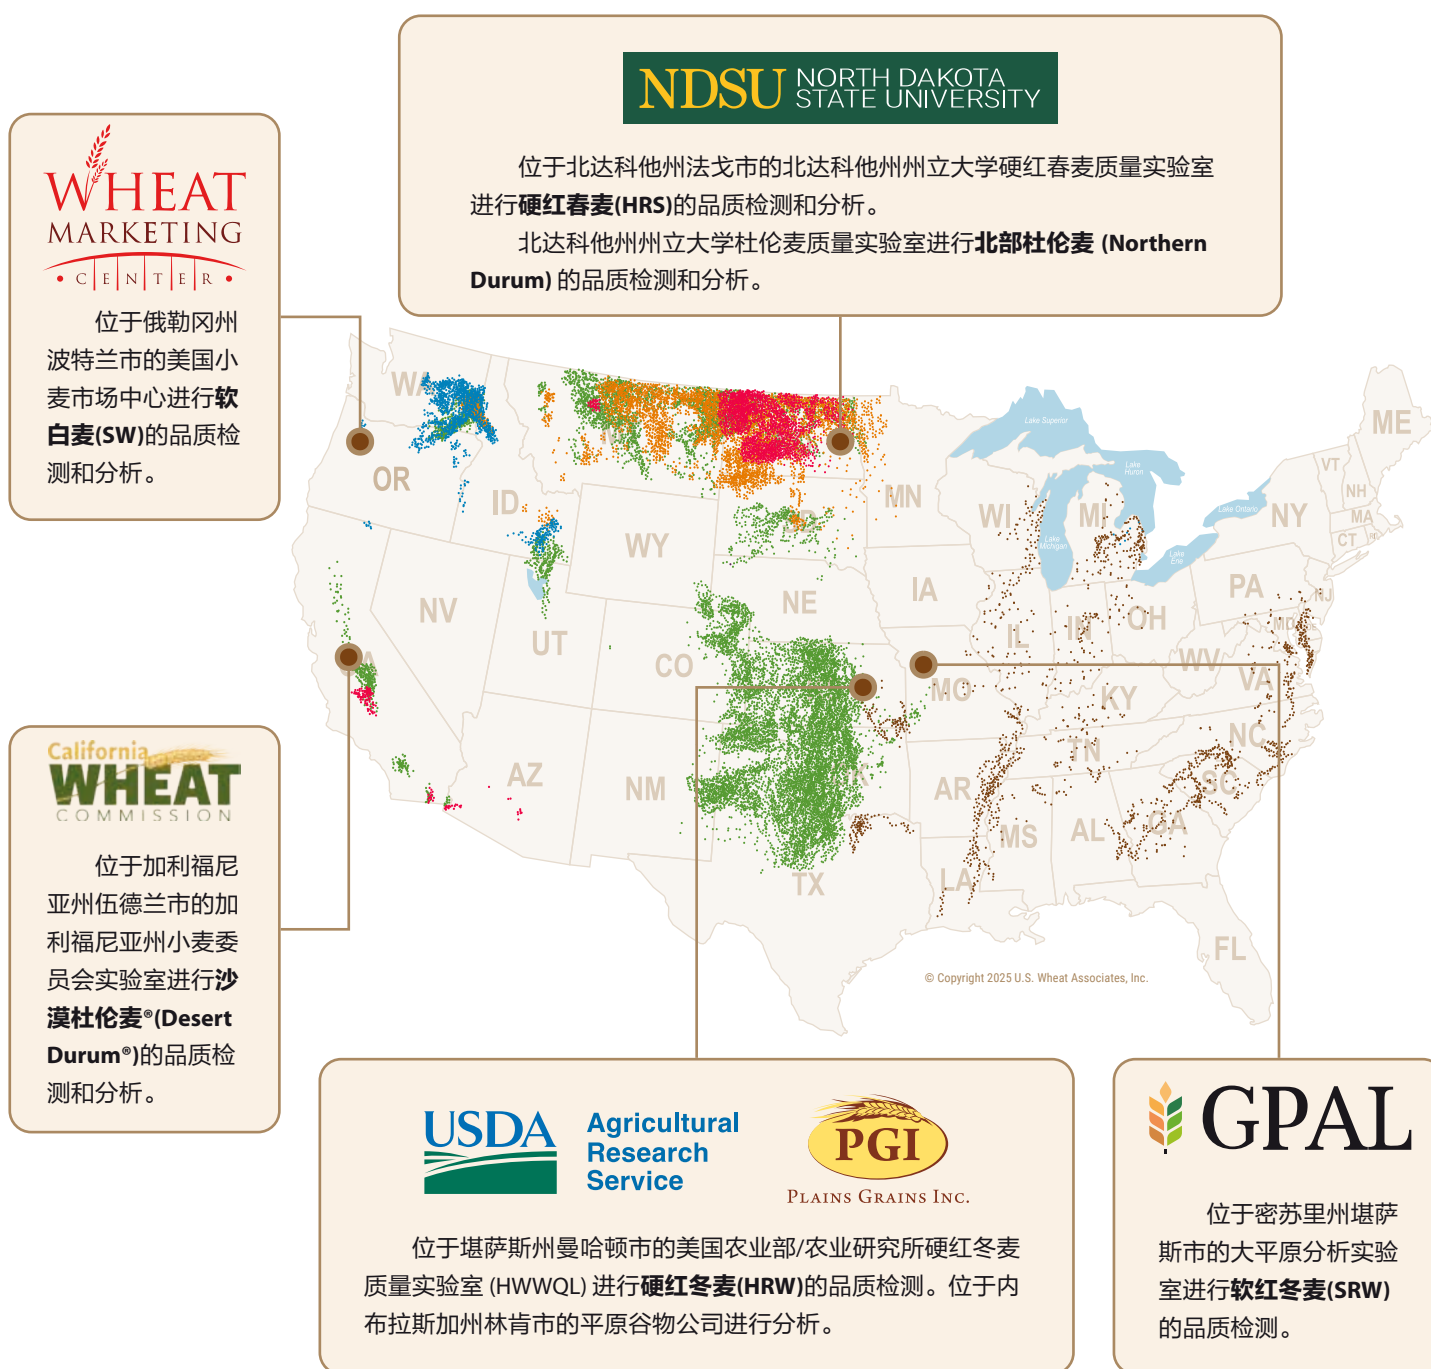 NDSU NORTH DAKOTA
STATE UNIVERSITY
位于北达科他州法戈市的北达科他州州立大学硬红春麦质量实验室
进行硬红春麦(HRS)的品质检测和分析。
北达科他州州立大学杜伦麦质量实验室进行北部杜伦麦 (Northern
Durum) 的品质检测和分析。
WHEAT
MARKETING
• C|E|N|T|E|R •
位于俄勒冈州
波特兰市的美国小
麦市场中心进行软
白麦(SW)的品质检
测和分析。
WA
OR
ID
WY
NV
UT
CO
AZ
NM
NE
SD
MN
IA
WI
MI
IL
IN
OH
MO
KY
TN
AR
MS
AL
GA
LA
TX
FL
SC
NC
VA
WV
MD
PA
NJ
NY
CT
MA
NH
VT
ME
Lake Superior
Lake
Huron
Lake
Michigan
Lake Ontario
Lake
Erie
© Copyright 2025 U.S. Wheat Associates, Inc.
California
WHEAT
COMMISSION
位于加利福尼
亚州伍德兰市的加
利福尼亚州小麦委
员会实验室进行沙
漠杜伦麦®(Desert
Durum®)的品质检
测和分析。
USDA
Agricultural
Research
Service
PGI
PLAINS GRAINS INC.
位于堪萨斯州曼哈顿市的美国农业部/农业研究所硬红冬麦
质量实验室 (HWWQL) 进行硬红冬麦(HRW)的品质检测。位于内
布拉斯加州林肯市的平原谷物公司进行分析。
GPAL
位于密苏里州堪萨
斯市的大平原分析实验
室进行软红冬麦(SRW)
的品质检测。